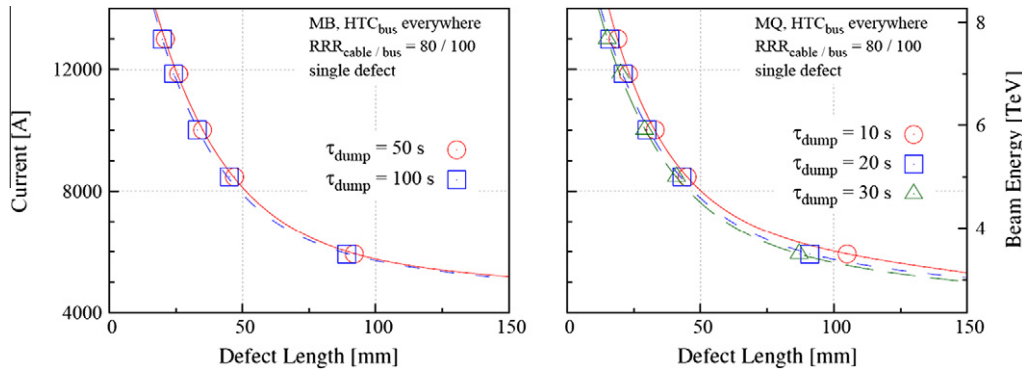 MB, HTCbus everywhere
RRRcable / bus = 80 / 100
single defect
τdump = 50 s
τdump = 100 s
12000
8000
4000
Current [A]
0
50
100
150
Defect Length [mm]
MQ, HTCbus everywhere
RRRcable / bus = 80 / 100
single defect
τdump = 10 s
τdump = 20 s
τdump = 30 s
8
6
4
Beam Energy [TeV]
0
50
100
150
Defect Length [mm]